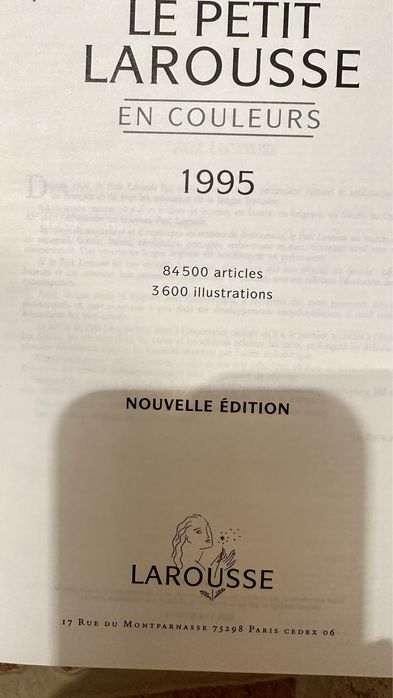 LE PETIT
LAROUSSE
EN COULEURS
1995
84500 articles
3600 illustrations
NOUVELLE ÉDITION
LAROUSSE
17 RUE DU MONTPARNASSE 75298 PARIS CEDEX 06